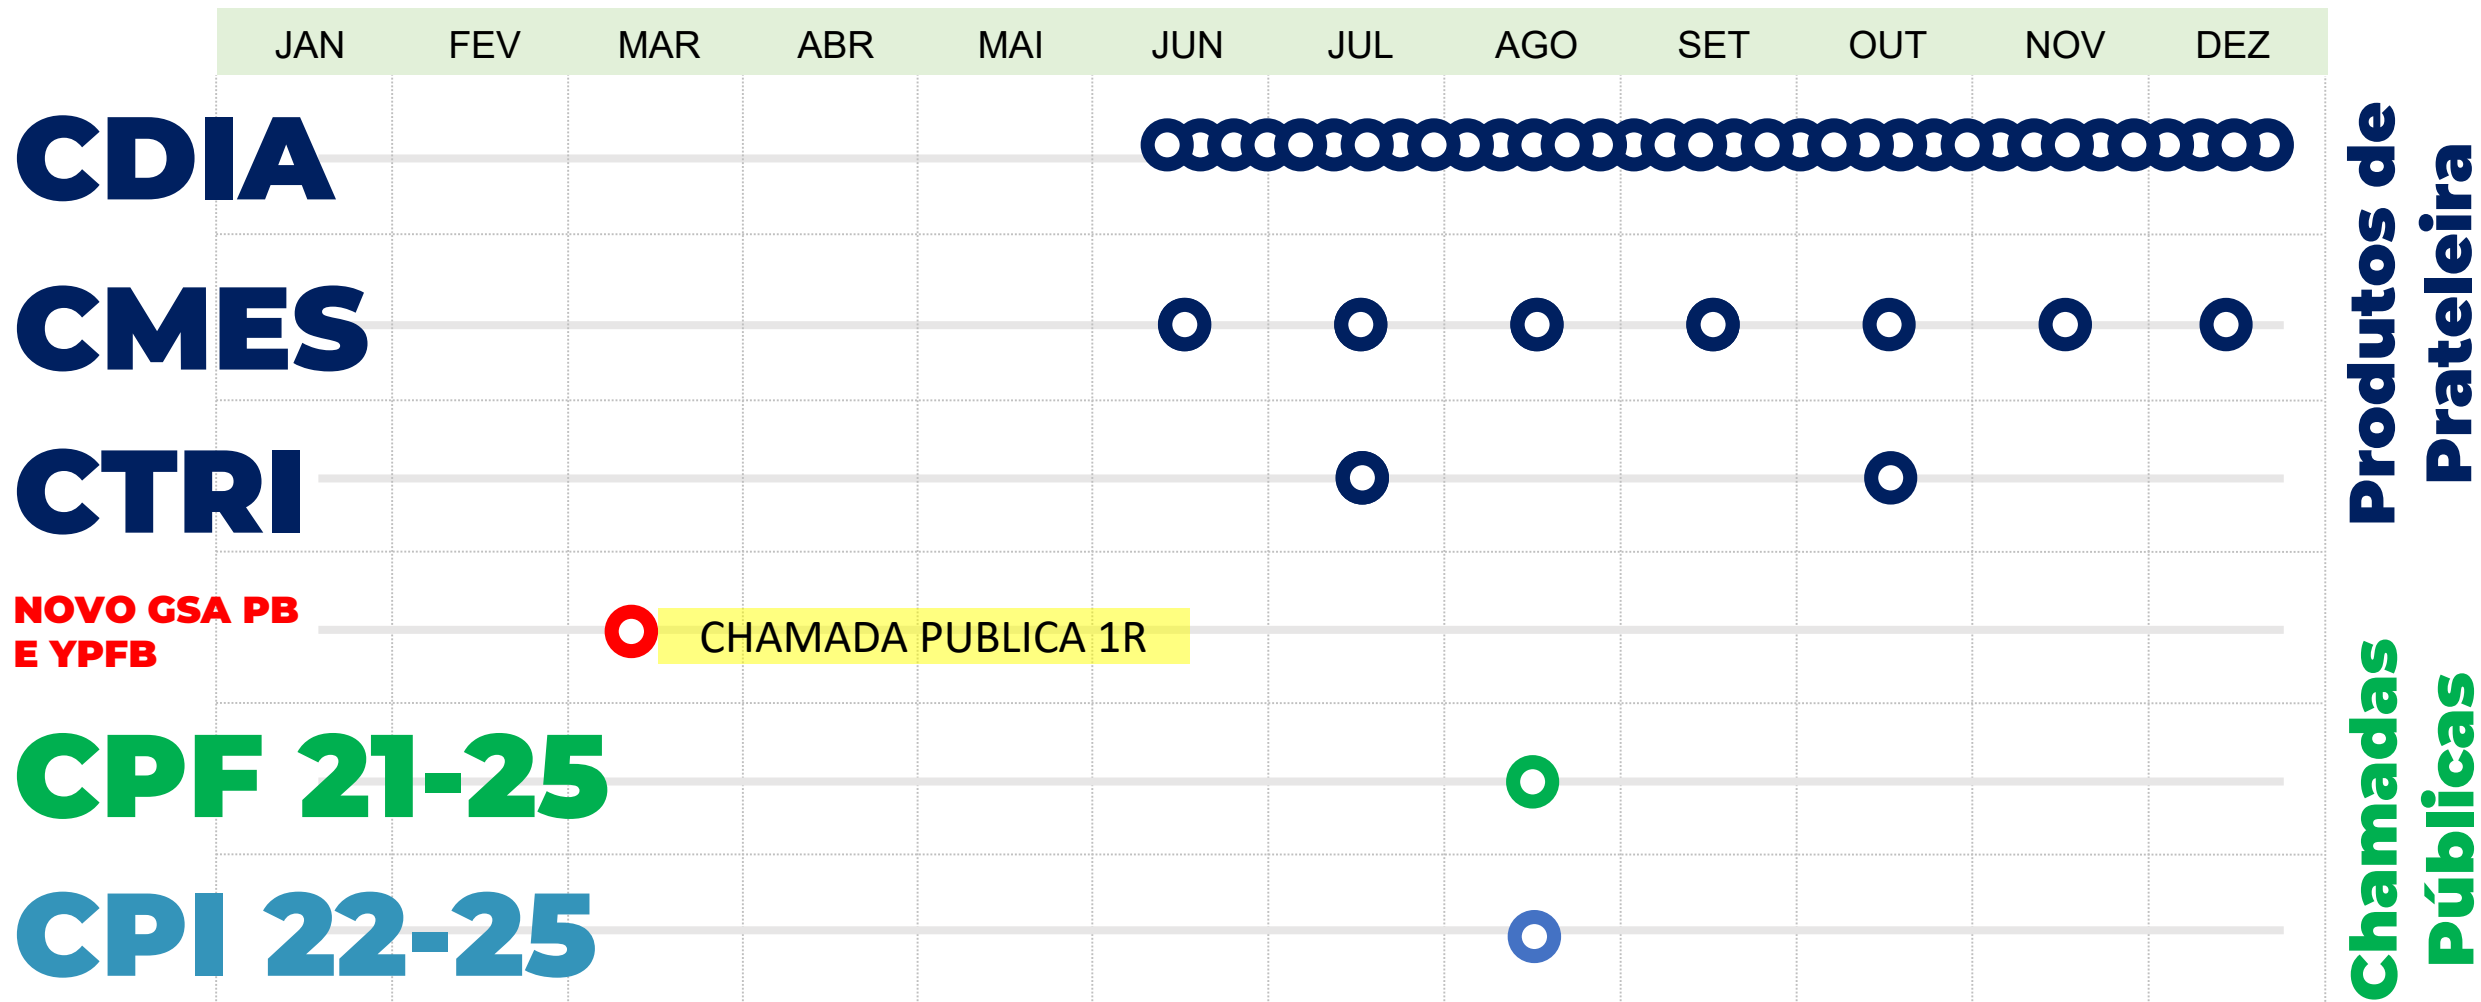 JAN FEV MAR ABR MAI JUN JUL AGO SET OUT NOV DEZ
CDIA
CMES
CTRI
NOVO GSA PB
E YPFB
CHAMADA PUBLICA 1R
CPF 21-25
CPI 22-25
Produtos de
Prateleira
Chamadas
Públicas